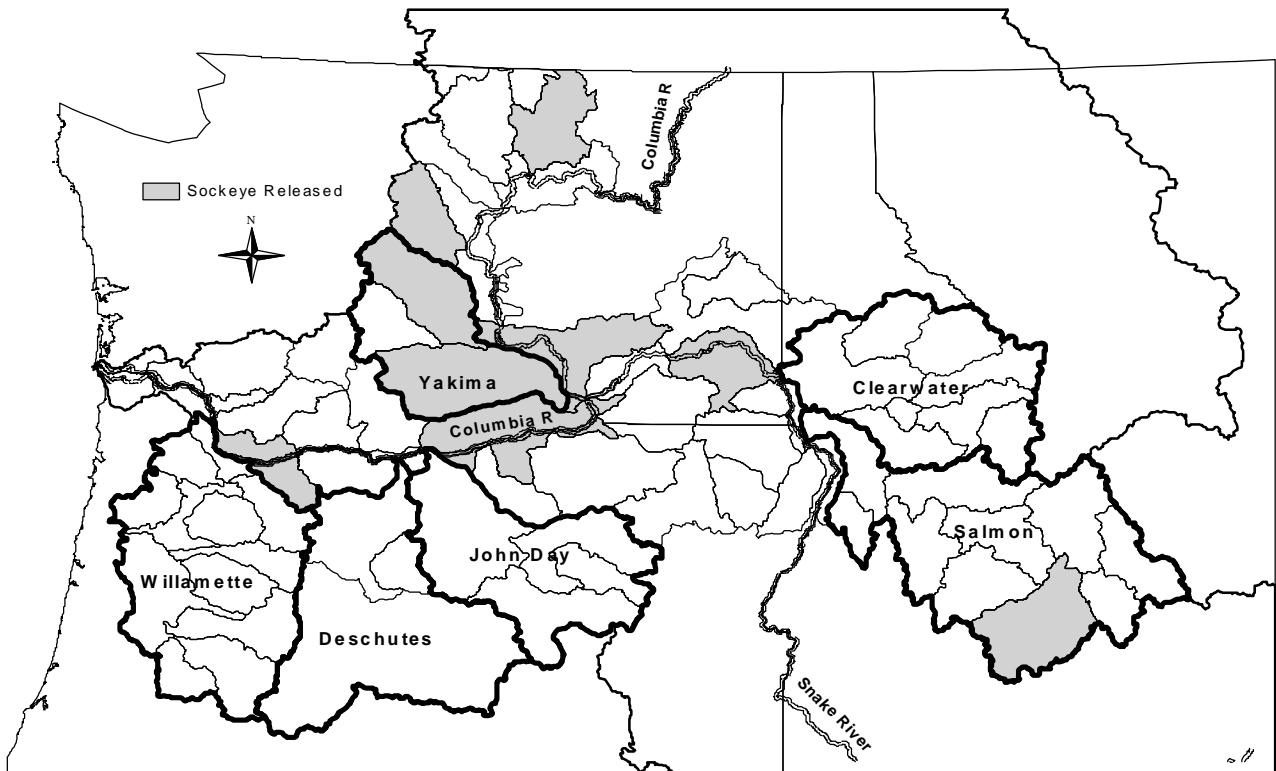 Columbia R
Sockeye Released
N
Yakima
Clearwater
Columbia R
Salmon
John Day
Willamette
Deschutes
Snake River